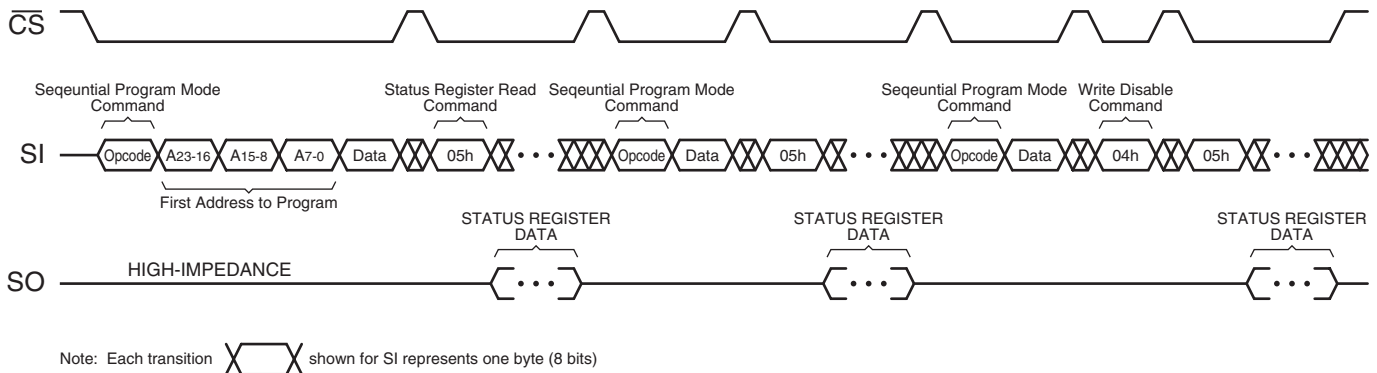 CS
Seqeuntial Program Mode
Command
Status Register Read
Command
Seqeuntial Program Mode
Command
Seqeuntial Program Mode
Command
Write Disable
Command
SI
Opcode A23-16 A15-8 A7-0 Data 05h Opcode Data 05h Opcode Data 04h 05h
First Address to Program
STATUS REGISTER
DATA
STATUS REGISTER
DATA
STATUS REGISTER
DATA
SO
HIGH-IMPEDANCE
Note: Each transition shown for SI represents one byte (8 bits)